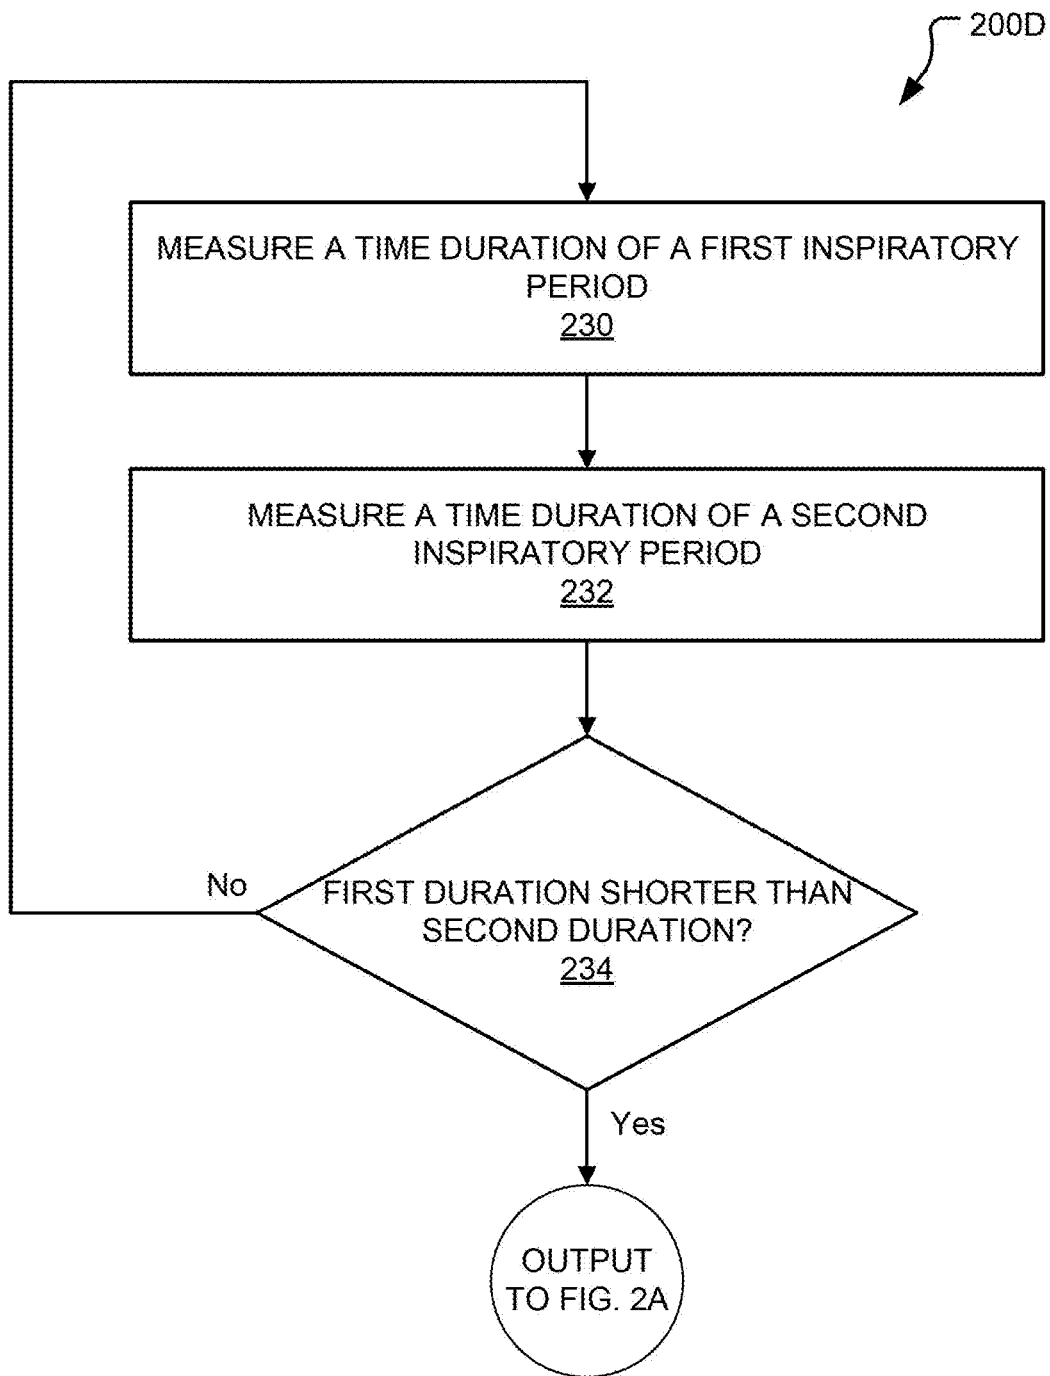 200D
MEASURE A TIME DURATION OF A FIRST INSPIRATORY
PERIOD
230
MEASURE A TIME DURATION OF A SECOND
INSPIRATORY PERIOD
232
No
FIRST DURATION SHORTER THAN
SECOND DURATION?
234
Yes
OUTPUT
TO FIG. 2A